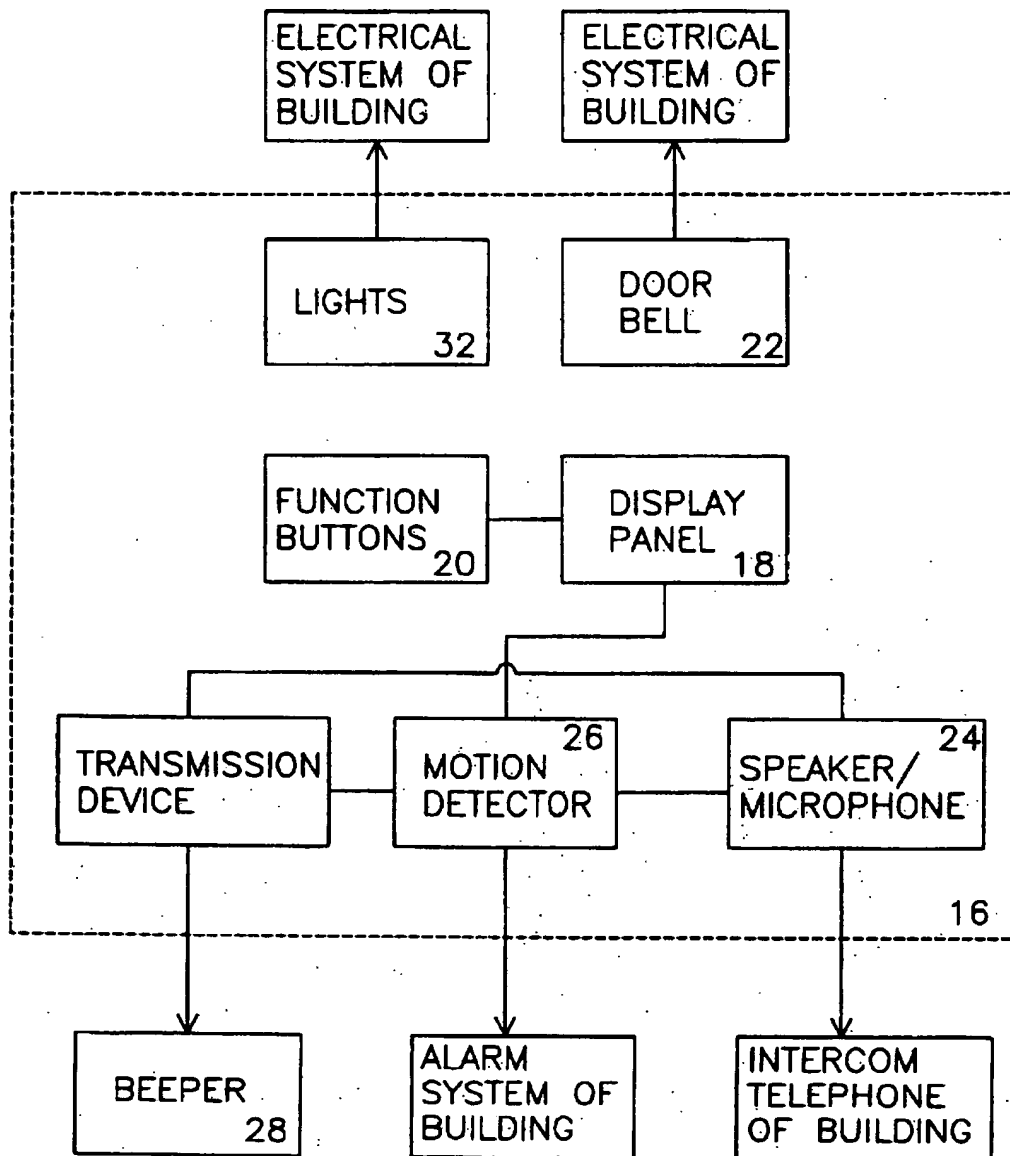 ELECTRICAL
SYSTEM OF
BUILDING
ELECTRICAL
SYSTEM OF
BUILDING
LIGHTS
32
DOOR
BELL
22
FUNCTION
BUTTONS
20
DISPLAY
PANEL
18
TRANSMISSION
DEVICE
26
MOTION
DETECTOR
24
SPEAKER/
MICROPHONE
16
BEEPER
28
ALARM
SYSTEM OF
BUILDING
INTERCOM
TELEPHONE
OF BUILDING